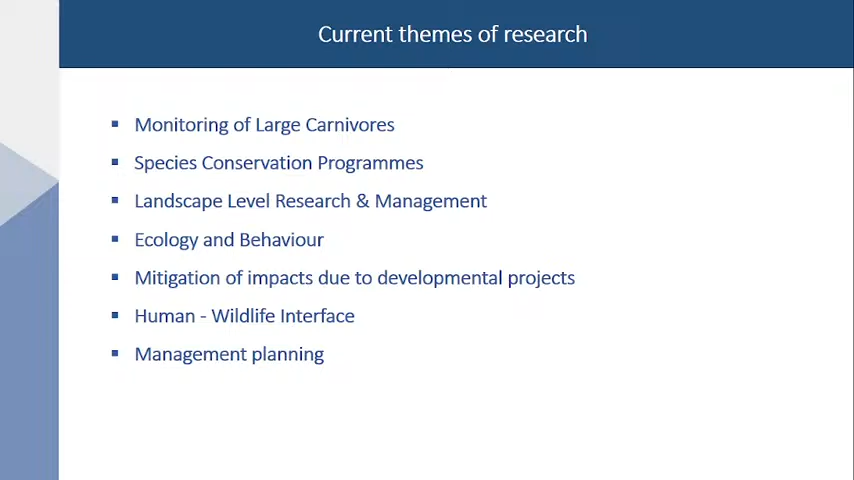 Current themes of research
▪ Monitoring of Large Carnivores
▪ Species Conservation Programmes
▪ Landscape Level Research & Management
▪ Ecology and Behaviour
▪ Mitigation of impacts due to developmental projects
▪ Human - Wildlife Interface
▪ Management planning